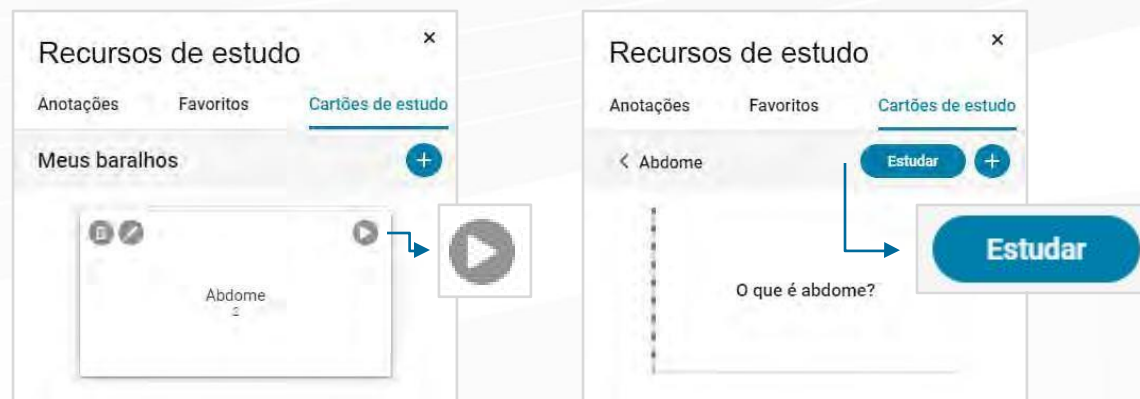 Recursos de estudo ×
Anotações Favoritos Cartões de estudo
Meus baralhos +
Abdome
2
Recursos de estudo ×
Anotações Favoritos Cartões de estudo
< Abdome Estudar +
Estudar
O que é abdome?